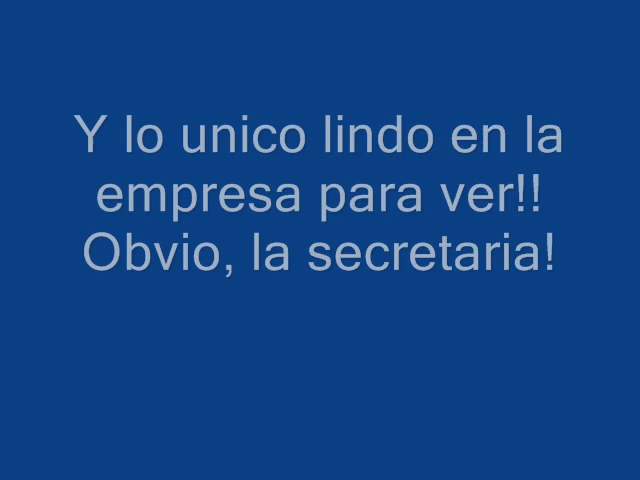 Y lo unico lindo en la
empresa para ver!!
Obvio, la secretaria!